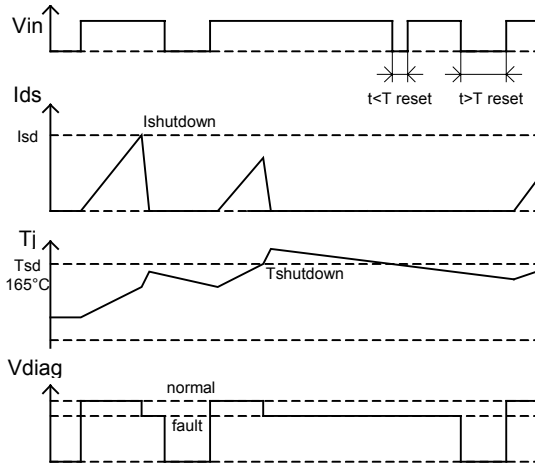 Vin
t<T reset
t>T reset
Ids
Ishutdown
Isd
Tj
Tsd
165°C
Tshutdown
Vdiag
normal
fault